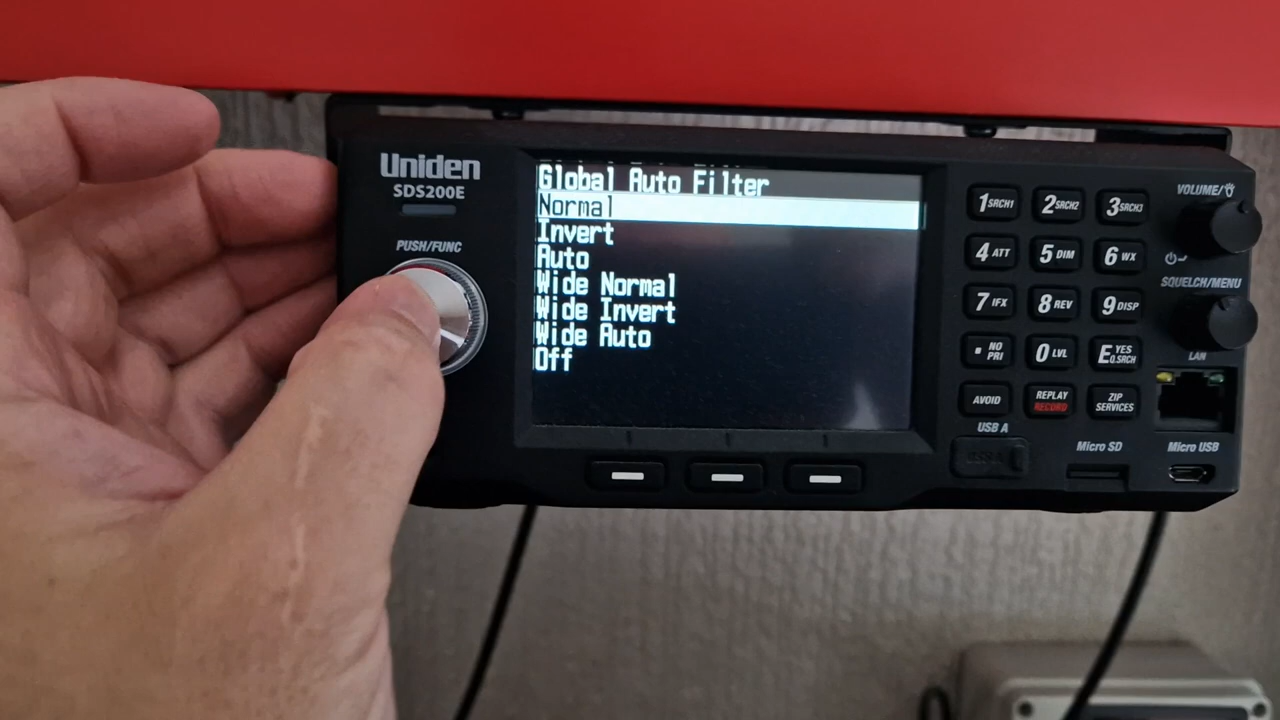 Uniden
SDS200E
PUSH/FUNC
Global Auto Filter
Normal
Invert
Auto
Wide Normal
Wide Invert
Wide Auto
Off
1 SRCH1
2 SRCH2
3 SRCH3
4 ATT
5 DIM
6 WX
7 IFX
8 REV
9 DISP
. NO PRI
0 LVL
E YES Q.SRCH
AVOID
REPLAY
RECORD
ZIP
SERVICES
VOLUME/
SQUELCH/MENU
LAN
USB A
Micro SD
Micro USB